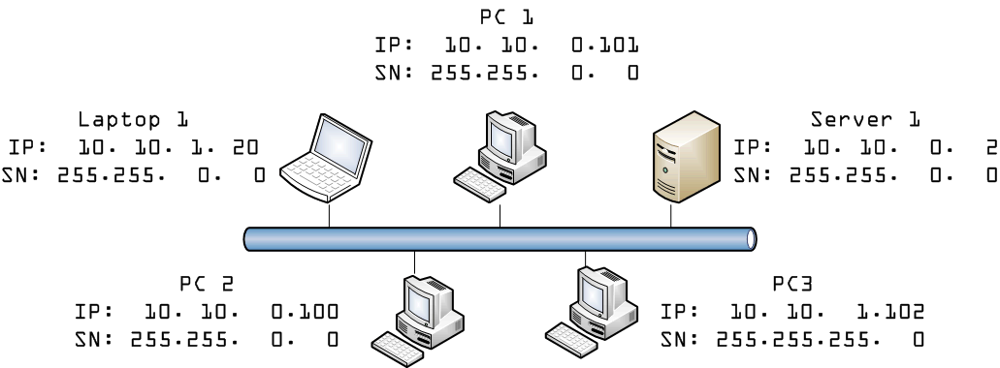 PC 1
IP: 10. 10. 0.101
SN: 255.255. 0. 0
Laptop 1
IP: 10. 10. 1. 20
SN: 255.255. 0. 0
Server 1
IP: 10. 10. 0. 2
SN: 255.255. 0. 0
PC 2
IP: 10. 10. 0.100
SN: 255.255. 0. 0
PC3
IP: 10. 10. 1.102
SN: 255.255.255. 0